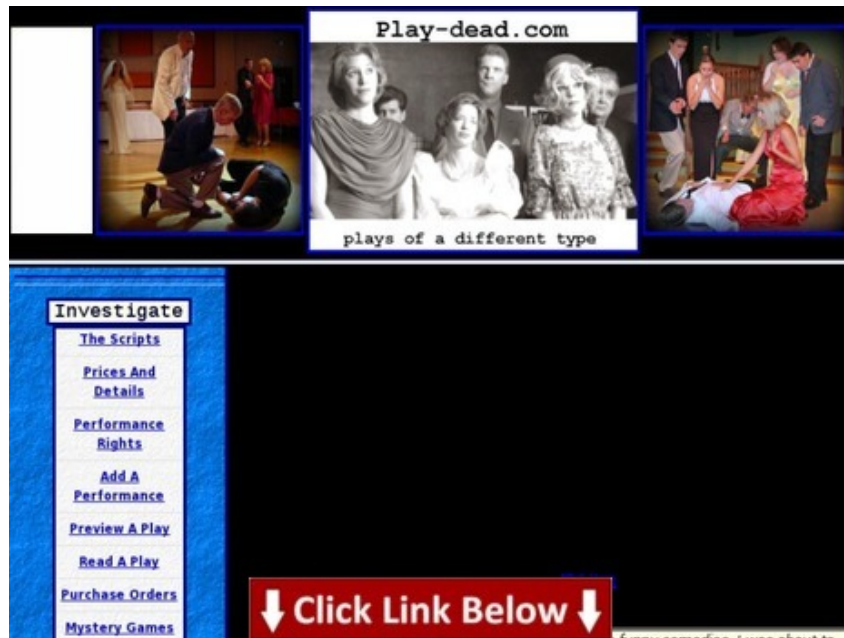 Play-dead.com
plays of a different type
Investigate
The Scripts
Prices And
Details
Performance
Rights
Add A
Performance
Preview A Play
Read A Play
Purchase Orders
Mystery Games
Click Link Below